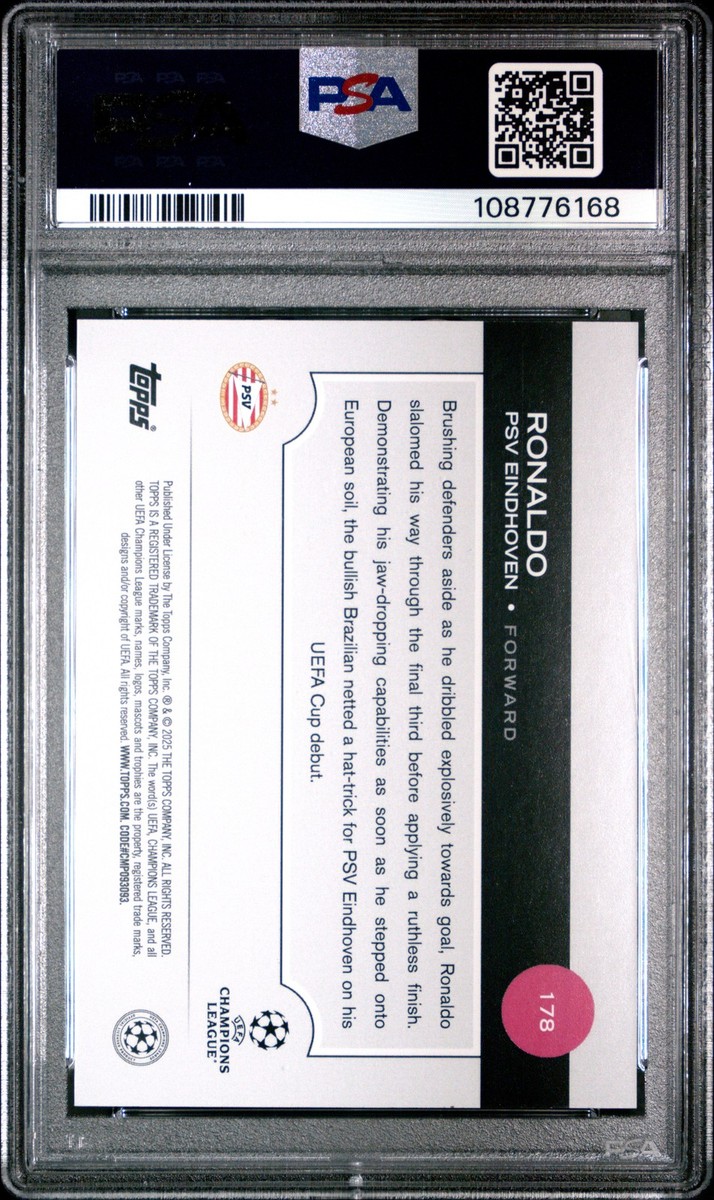 PSA
108776168
RONALDO
PSV EINDHOVEN • FORWARD
178
Brushing defenders aside as he dribbled explosively towards goal, Ronaldo
slalomed his way through the final third before applying a ruthless finish.
Demonstrating his jaw-dropping capabilities as soon as he stepped onto
European soil, the bullish Brazilian netted a hat-trick for PSV Eindhoven on his
UEFA Cup debut.
PSV
UEFA
CHAMPIONS
LEAGUE®
topps®
Published Under License by The Topps Company, Inc. ® & © 2025 THE TOPPS COMPANY, INC. ALL RIGHTS RESERVED.
TOPPS IS A REGISTERED TRADEMARK OF THE TOPPS COMPANY, INC. The word(s) UEFA, CHAMPIONS LEAGUE, and all
other UEFA Champions League marks, names, logos, mascots and trophies are the property, registered trade marks,
designs and/or copyright of UEFA. All rights reserved. WWW.TOPPS.COM. CODE#CMP093093.
PSA